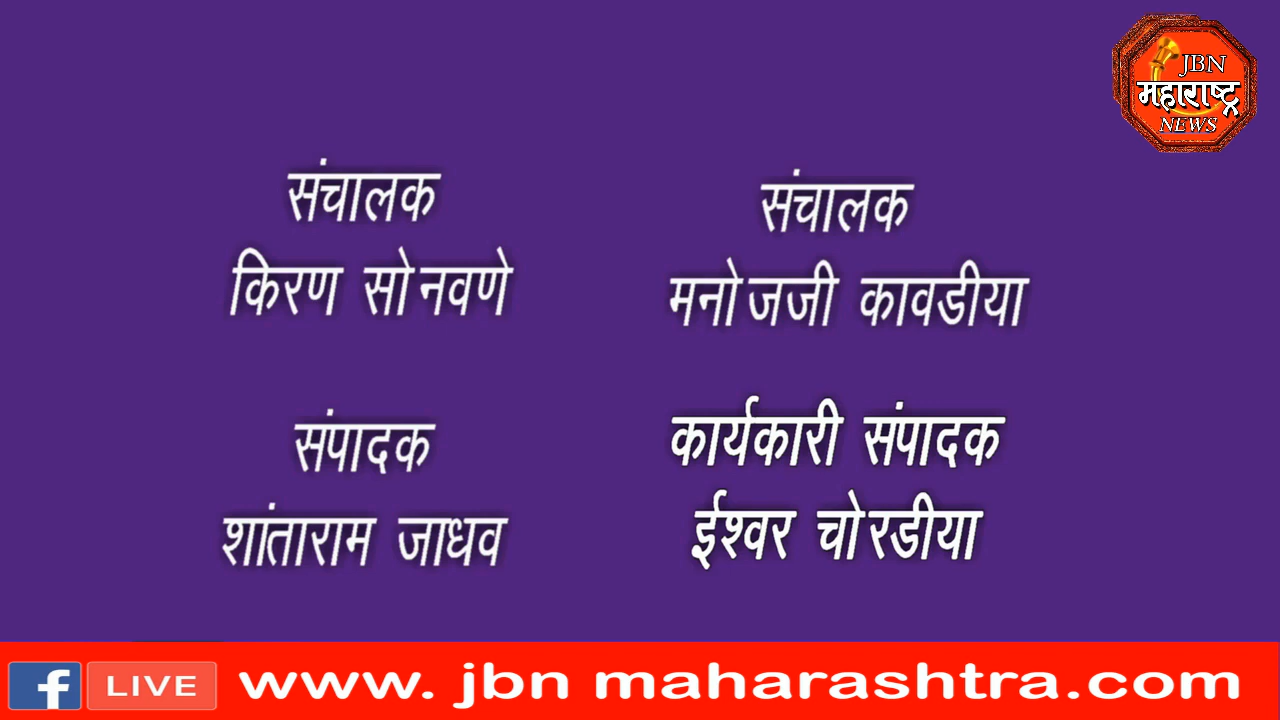 JBN
महाराष्ट्र
NEWS
संचालक
किरण सोनवणे
संचालक
मनोजजी कावडीया
संपादक
शांताराम जाधव
कार्यकारी संपादक
ईश्वर चोरडीया
f LIVE www. jbn maharashtra.com